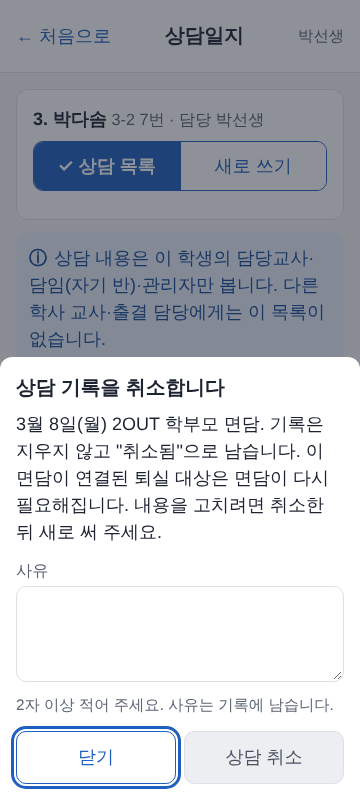 ← 처음으로 상담일지 박선생
3. 박다솜 3-2 7번 · 담당 박선생
✓ 상담 목록 새로 쓰기
ⓘ 상담 내용은 이 학생의 담당교사·
담임(자기 반)·관리자만 봅니다. 다른
학사 교사·출결 담당에게는 이 목록이
없습니다.
상담 기록을 취소합니다
3월 8일(월) 2OUT 학부모 면담. 기록은
지우지 않고 "취소됨"으로 남습니다. 이
면담이 연결된 퇴실 대상은 면담이 다시
필요해집니다. 내용을 고치려면 취소한
뒤 새로 써 주세요.
사유
2자 이상 적어 주세요. 사유는 기록에 남습니다.
닫기 상담 취소